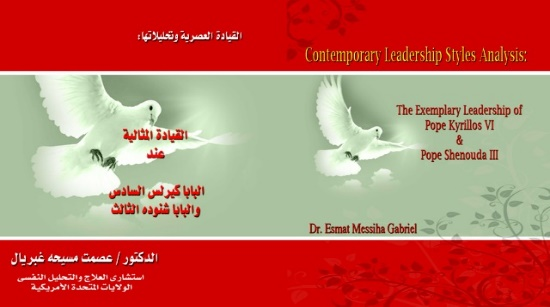 القيادة العصرية وتحليلاتها:
القيادة المثالية
عند
البابا كيرلس السادس
والبابا شنوده الثالث
الدكتور / عصمت مسيحه غبريال
استشارى العلاج والتحليل النفسى
الولايات المتحدة الأمريكية
Contemporary Leadership Styles Analysis:
The Exemplary Leadership of
Pope Kyrillos VI
&
Pope Shenouda III
Dr. Esmat Messiha Gabriel